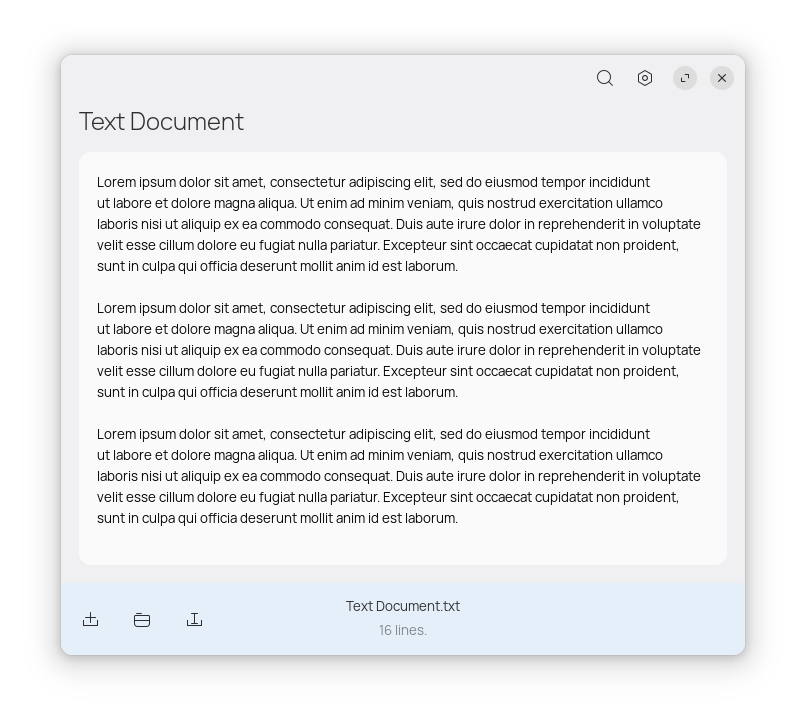 Text Document
Lorem ipsum dolor sit amet, consectetur adipiscing elit, sed do eiusmod tempor incididunt
ut labore et dolore magna aliqua. Ut enim ad minim veniam, quis nostrud exercitation ullamco
laboris nisi ut aliquip ex ea commodo consequat. Duis aute irure dolor in reprehenderit in voluptate
velit esse cillum dolore eu fugiat nulla pariatur. Excepteur sint occaecat cupidatat non proident,
sunt in culpa qui officia deserunt mollit anim id est laborum.
Lorem ipsum dolor sit amet, consectetur adipiscing elit, sed do eiusmod tempor incididunt
ut labore et dolore magna aliqua. Ut enim ad minim veniam, quis nostrud exercitation ullamco
laboris nisi ut aliquip ex ea commodo consequat. Duis aute irure dolor in reprehenderit in voluptate
velit esse cillum dolore eu fugiat nulla pariatur. Excepteur sint occaecat cupidatat non proident,
sunt in culpa qui officia deserunt mollit anim id est laborum.
Lorem ipsum dolor sit amet, consectetur adipiscing elit, sed do eiusmod tempor incididunt
ut labore et dolore magna aliqua. Ut enim ad minim veniam, quis nostrud exercitation ullamco
laboris nisi ut aliquip ex ea commodo consequat. Duis aute irure dolor in reprehenderit in voluptate
velit esse cillum dolore eu fugiat nulla pariatur. Excepteur sint occaecat cupidatat non proident,
sunt in culpa qui officia deserunt mollit anim id est laborum.
Text Document.txt
16 lines.